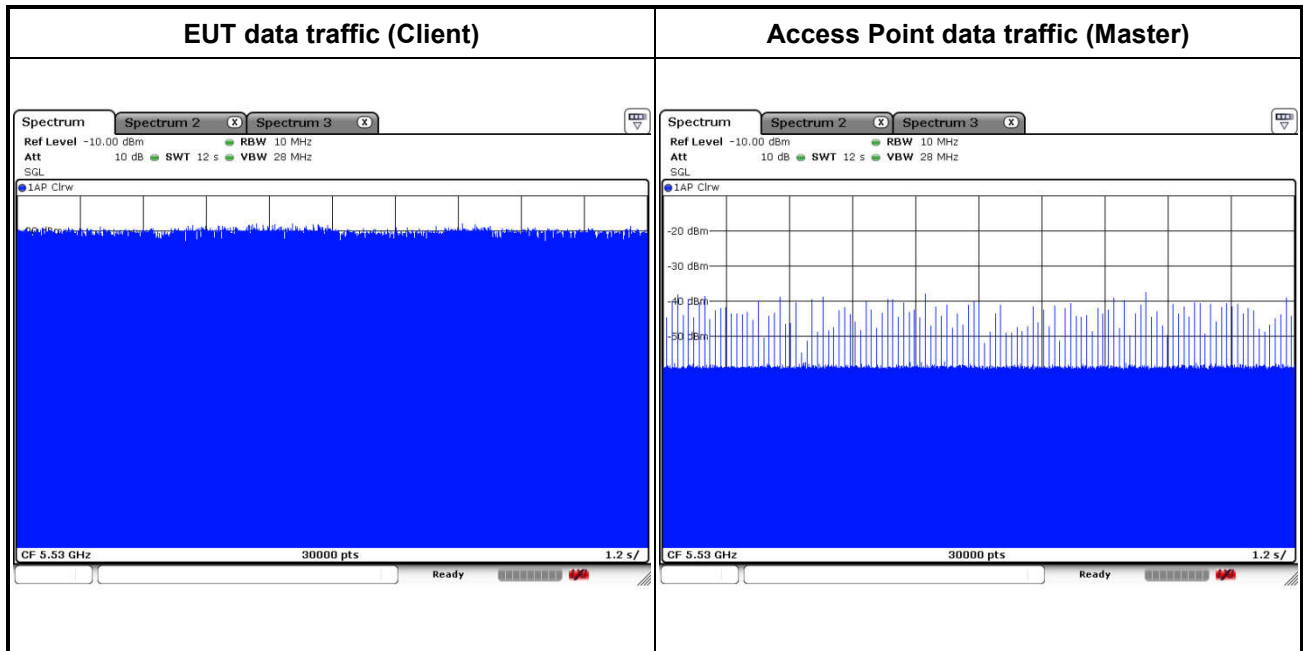 EUT data traffic (Client)
Access Point data traffic (Master)
Spectrum Spectrum 2 X Spectrum 3 X
Ref Level -10.00 dBm RBW 10 MHz
Att 10 dB SWT 12 s VBW 28 MHz
SGL
1AP Clrw
CF 5.53 GHz 30000 pts 1.2 s/
Ready
Spectrum Spectrum 2 X Spectrum 3 X
Ref Level -10.00 dBm RBW 10 MHz
Att 10 dB SWT 12 s VBW 28 MHz
SGL
1AP Clrw
-20 dBm
-30 dBm
-40 dBm
-50 dBm
CF 5.53 GHz 30000 pts 1.2 s/
Ready